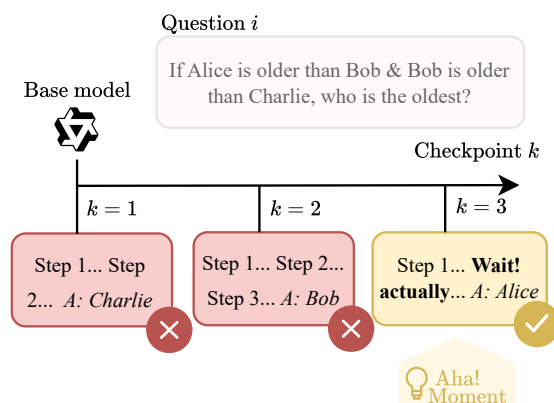 Question i
If Alice is older than Bob & Bob is older
than Charlie, who is the oldest?
Base model
Checkpoint k
k = 1
k = 2
k = 3
Step 1... Step
2... A: Charlie
Step 1... Step 2...
Step 3... A: Bob
Step 1... Wait!
actually... A: Alice
Aha!
Moment